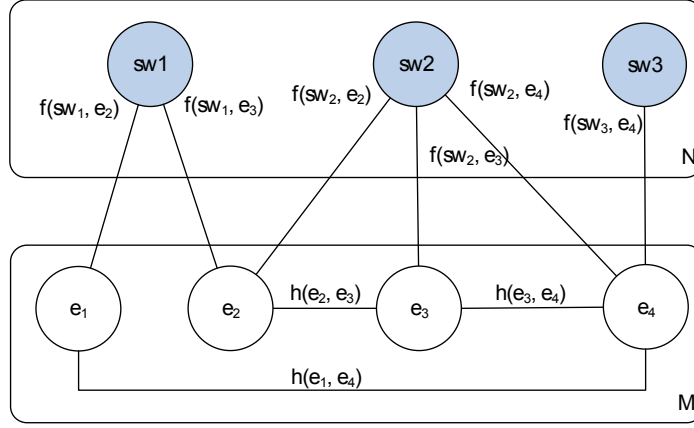 sw1
sw2
sw3
f(sw1, e2)
f(sw1, e3)
f(sw2, e2)
f(sw2, e4)
f(sw3, e4)
f(sw2, e3)
N
e1
e2
e3
e4
h(e2, e3)
h(e3, e4)
h(e1, e4)
M